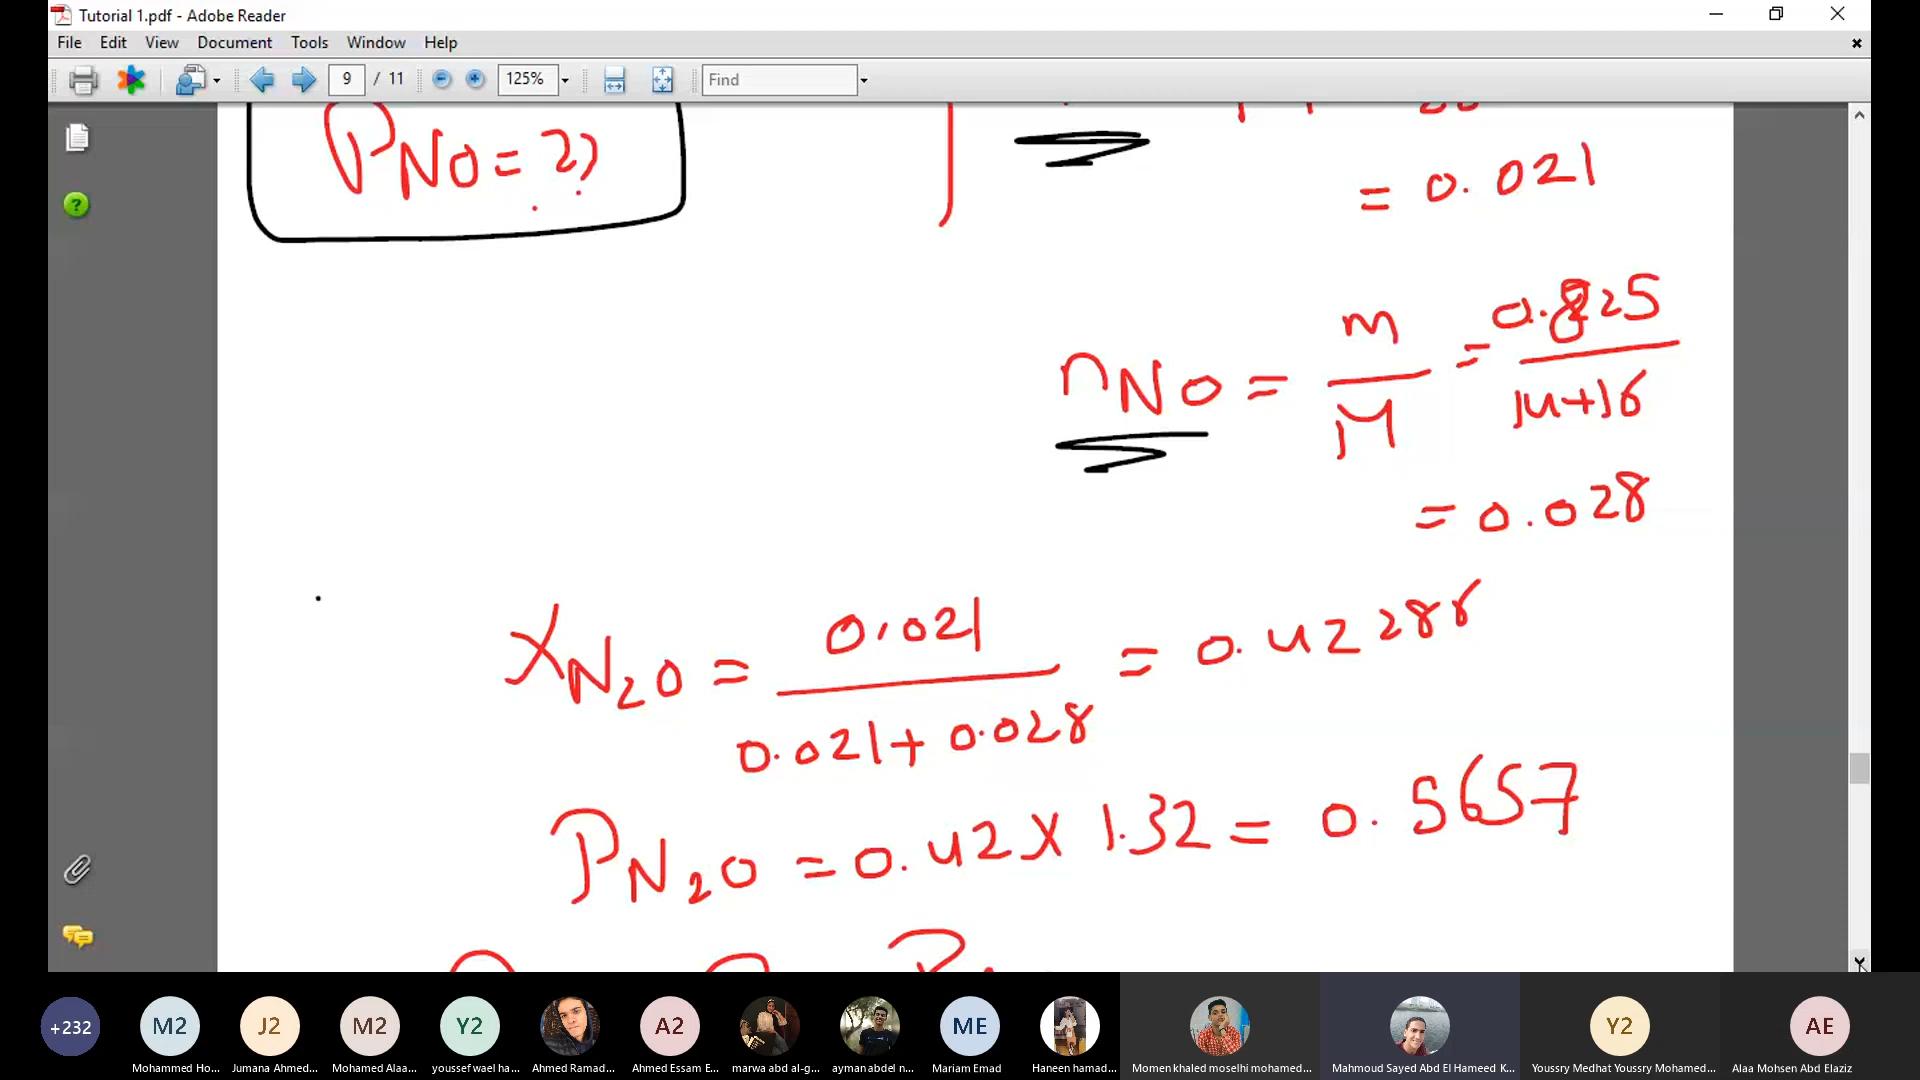 Tutorial 1.pdf - Adobe Reader
File Edit View Document Tools Window Help
9 / 11 125% Find
P_NO = ??
= 0.021
n_NO = m/M = 0.825/14+16
= 0.028
X_N₂O = 0.021/0.021+0.028 = 0.42286
P_N₂O = 0.42 X 1.32 = 0.5657
+232 M2 J2 M2 Y2 A2 ME Y2 AE
Mohammed Ho... Jumana Ahmed... Mohamed Alaa... youssef wael ha... Ahmed Ramad... Ahmed Essam E... marwa abd al-g... ayman abdel n... Mariam Emad Haneen hamad... Momen khaled moselhi mohamed... Mahmoud Sayed Abd El Hameed K... Youssry Medhat Youssry Mohamed... Alaa Mohsen Abd Elaziz